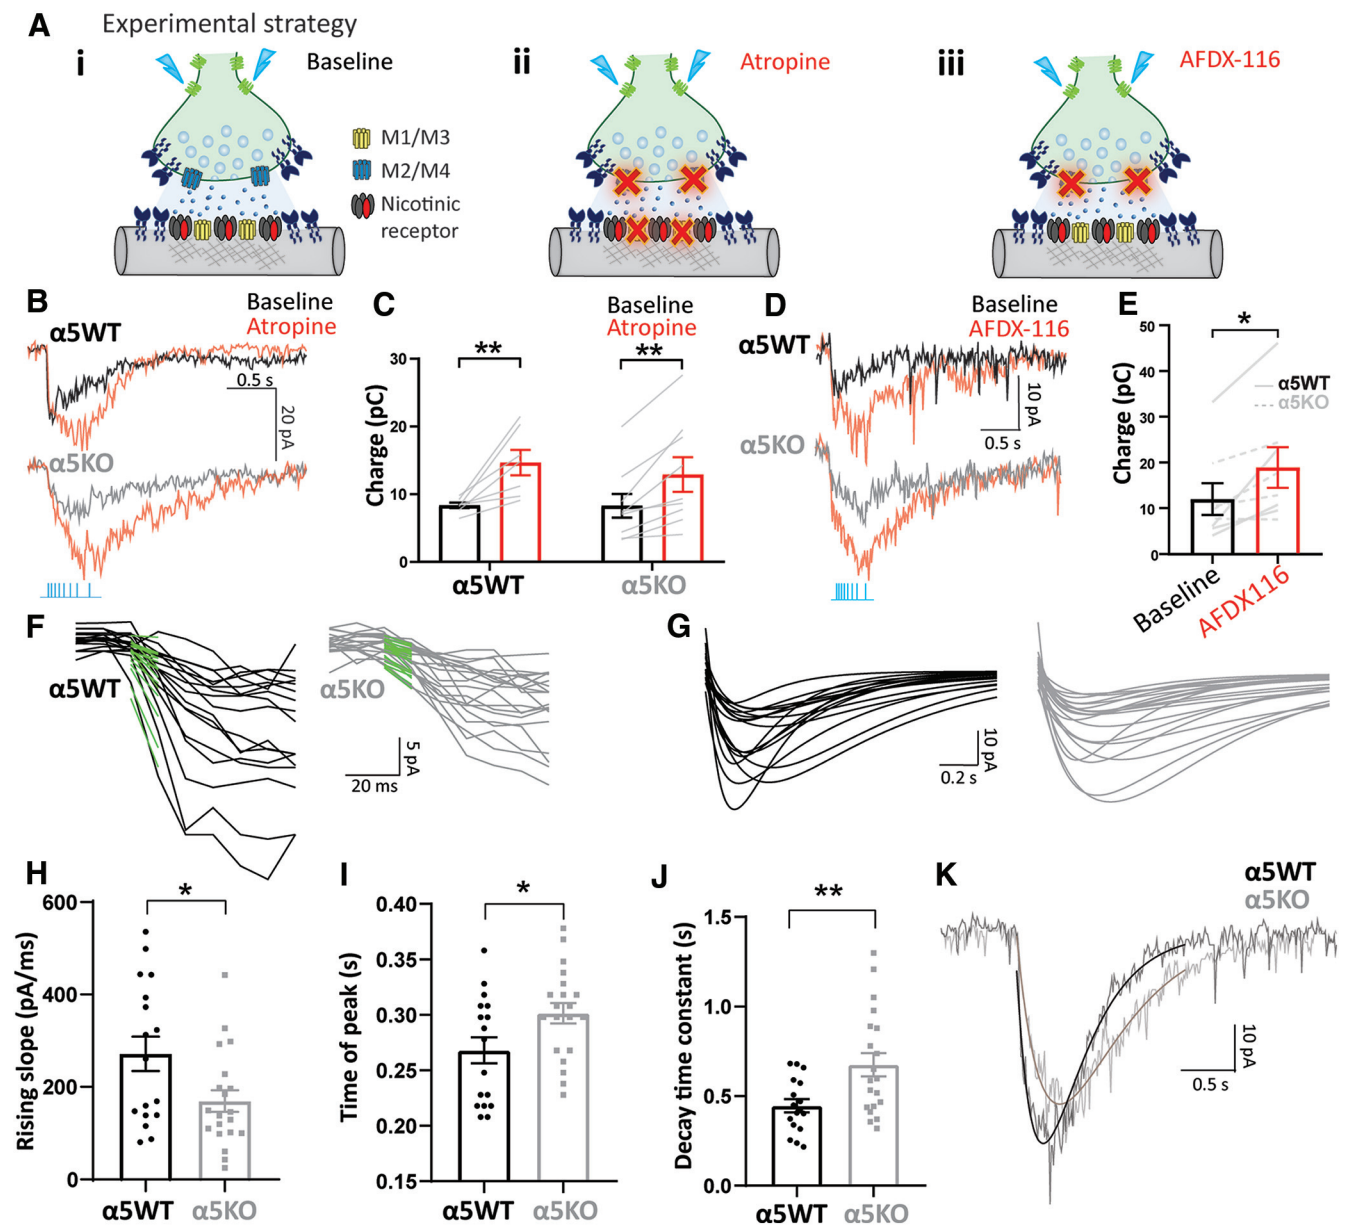 A Experimental strategy
i Baseline
ii Atropine
iii AFDX-116
M1/M3
M2/M4
Nicotinic
receptor
B
Baseline
Atropine
α5WT
0.5 s
20 pA
α5KO
C
Baseline
Atropine
** **
Charge (pC)
30
20
10
0
α5WT α5KO
D
Baseline
AFDX-116
α5WT
10 pA
0.5 s
α5KO
E
*
Charge (pC)
50
40
30
20
10
0
α5WT
α5KO
Baseline AFDX116
F
α5WT
α5KO
5 pA
20 ms
G
10 pA
0.2 s
H
*
Rising slope (pA/ms)
600
400
200
0
α5WT α5KO
I
*
Time of peak (s)
0.40
0.35
0.30
0.25
0.20
0.15
α5WT α5KO
J
**
Decay time constant (s)
1.5
1.0
0.5
0.0
α5WT α5KO
K
α5WT
α5KO
10 pA
0.5 s